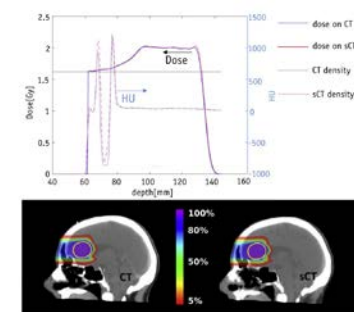 2.5
2
1.5
1
0.5
0
Dose[Gy]
1000
500
0
-500
-1000
HU
Dose
HU
40 60 80 100 120 140 160
depth[mm]
dose on CT
dose on sCT
CT density
sCT density
100%
80%
50%
5%
CT
sCT